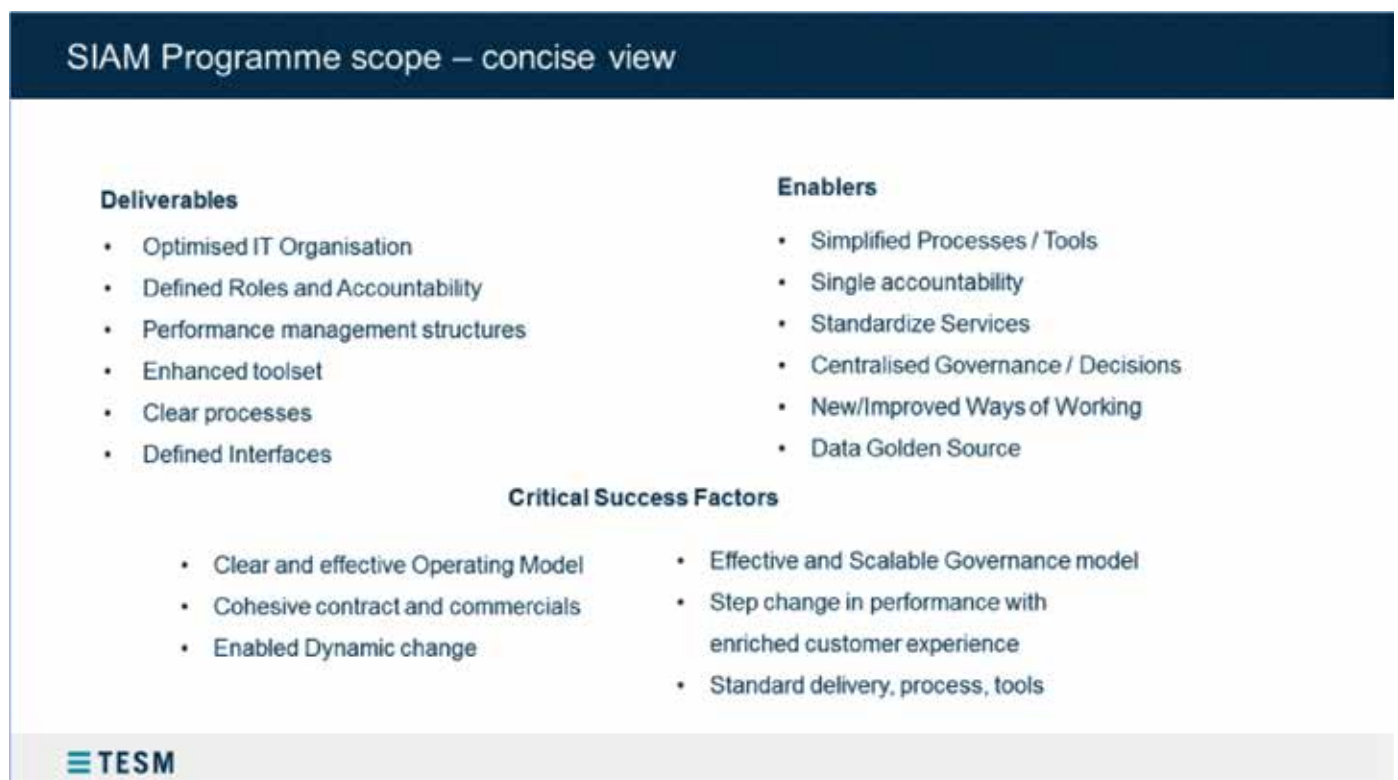 SIAM Programme scope – concise view
Deliverables
• Optimised IT Organisation
• Defined Roles and Accountability
• Performance management structures
• Enhanced toolset
• Clear processes
• Defined Interfaces
Enablers
• Simplified Processes / Tools
• Single accountability
• Standardize Services
• Centralised Governance / Decisions
• New/Improved Ways of Working
• Data Golden Source
Critical Success Factors
• Clear and effective Operating Model
• Cohesive contract and commercials
• Enabled Dynamic change
• Effective and Scalable Governance model
• Step change in performance with
enriched customer experience
• Standard delivery, process, tools
TESM